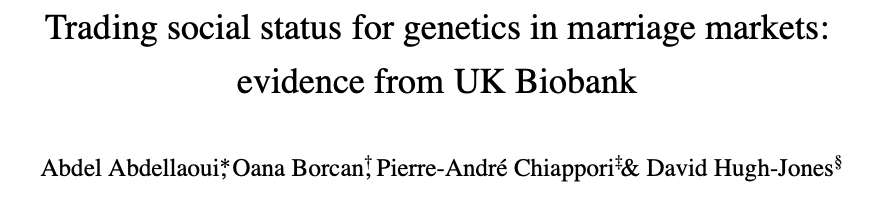 Trading social status for genetics in marriage markets:
evidence from UK Biobank
Abdel Abdellaoui*, Oana Borcan†, Pierre-André Chiappori‡& David Hugh-Jones§